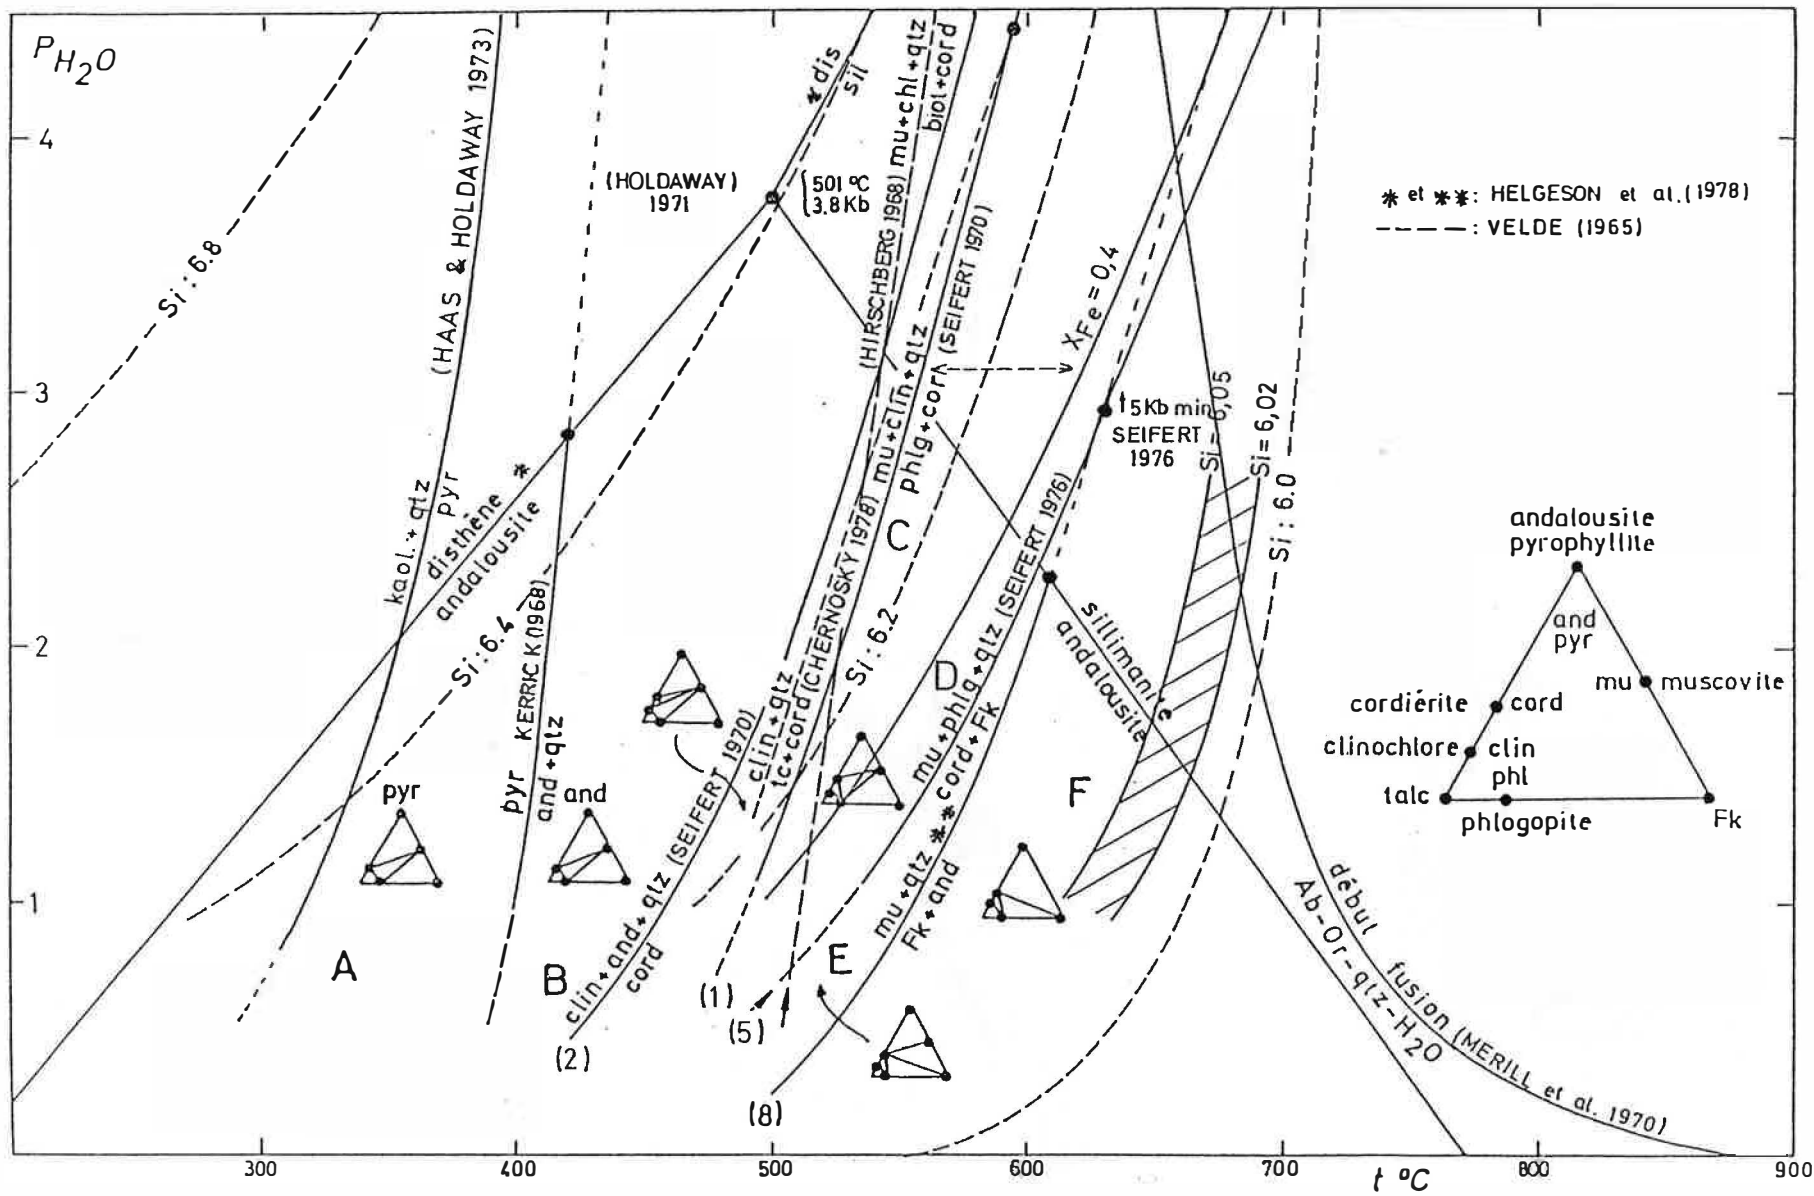 P H2O
4
3
2
1
300
400
500
600
700
800
900
t °C
Si : 6.8
(HAAS & HOLDAWAY 1973)
kaol. + qtz
pyr
disthène *
andalousite
Si : 6.4
KERRICK (1968)
pyr
and + qtz
(HOLDAWAY)
1971
501 °C
3.8 Kb
* dis
sil
(HIRSCHBERG 1968) mu + chl + qtz
biot + cord
(CHERNOSKY 1978) mu + clin + qtz
phlg + cord (SEIFERT 1970)
clin + qtz
tc + cord
clin + and + qtz (SEIFERT 1970)
cord
Si : 6.2
XFe = 0,4
5 Kb min
SEIFERT
1976
mu + phlg + qtz (SEIFERT 1976)
cord + Fk
mu + qtz **
Fk + and
sillimanite
andalousite
Si = 6,05
Si = 6,02
Si : 6.0
début fusion (MERILL et al. 1970)
Ab-Or-qtz-H2O
* et ** : HELGESON et al. (1978)
----- : VELDE (1965)
andalousite
pyrophyllite
and
pyr
mu muscovite
cordiérite cord
clinochlore clin
phl
talc
phlogopite
Fk
pyr
and
A
B
C
D
E
F
(1)
(2)
(5)
(8)